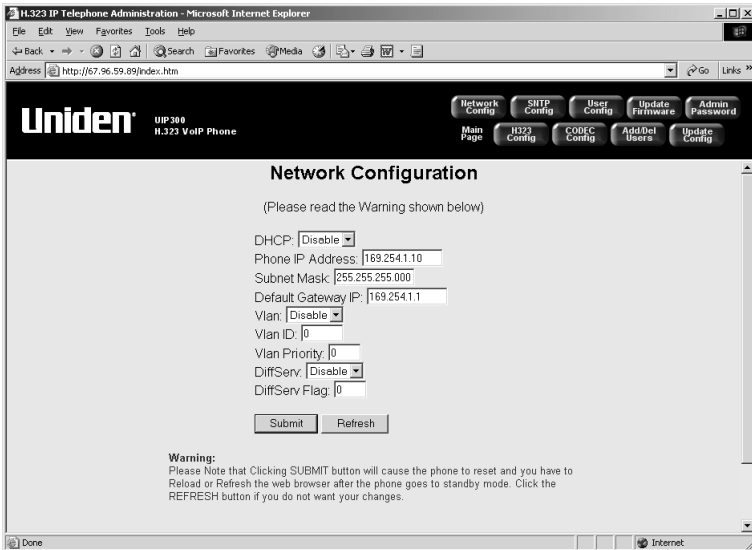 H.323 IP Telephone Administration - Microsoft Internet Explorer
File Edit View Favorites Tools Help
Back Search Favorites Media
Address http://67.96.59.89/index.htm Go Links »
Uniden
UIP300
H.323 VoIP Phone
Network Config SNTP Config User Config Update Firmware Admin Password
Main Page H323 Config CODEC Config Add/Del Users Update Config
Network Configuration
(Please read the Warning shown below)
DHCP: Disable
Phone IP Address: 169.254.1.10
Subnet Mask: 255.255.255.000
Default Gateway IP: 169.254.1.1
Vlan: Disable
Vlan ID: 0
Vlan Priority: 0
DiffServ: Disable
DiffServ Flag: 0
Submit Refresh
Warning:
Please Note that Clicking SUBMIT button will cause the phone to reset and you have to
Reload or Refresh the web browser after the phone goes to standby mode. Click the
REFRESH button if you do not want your changes.
Done Internet